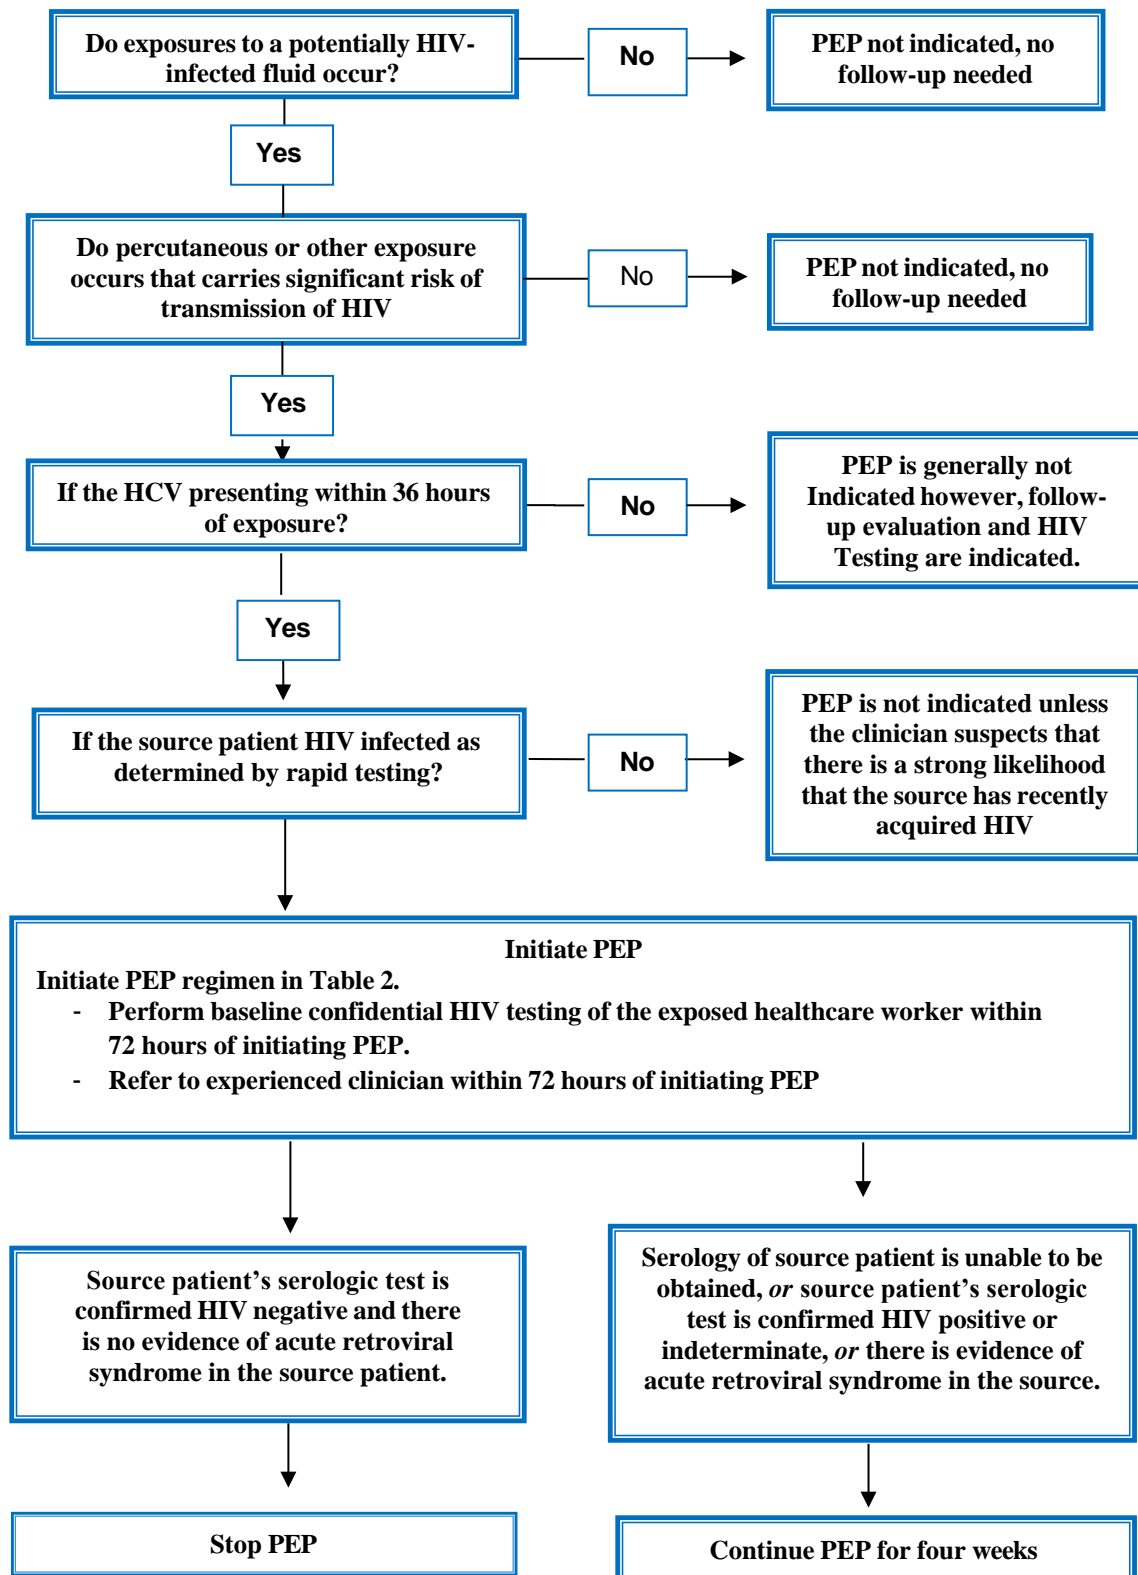 Do exposures to a potentially HIV-
infected fluid occur?
No
PEP not indicated, no
follow-up needed
Yes
Do percutaneous or other exposure
occurs that carries significant risk of
transmission of HIV
No
PEP not indicated, no
follow-up needed
Yes
If the HCV presenting within 36 hours
of exposure?
No
PEP is generally not
Indicated however, follow-
up evaluation and HIV
Testing are indicated.
Yes
If the source patient HIV infected as
determined by rapid testing?
No
PEP is not indicated unless
the clinician suspects that
there is a strong likelihood
that the source has recently
acquired HIV
Initiate PEP
Initiate PEP regimen in Table 2.
- Perform baseline confidential HIV testing of the exposed healthcare worker within
72 hours of initiating PEP.
- Refer to experienced clinician within 72 hours of initiating PEP
Source patient’s serologic test is
confirmed HIV negative and there
is no evidence of acute retroviral
syndrome in the source patient.
Serology of source patient is unable to be
obtained, or source patient’s serologic
test is confirmed HIV positive or
indeterminate, or there is evidence of
acute retroviral syndrome in the source.
Stop PEP
Continue PEP for four weeks